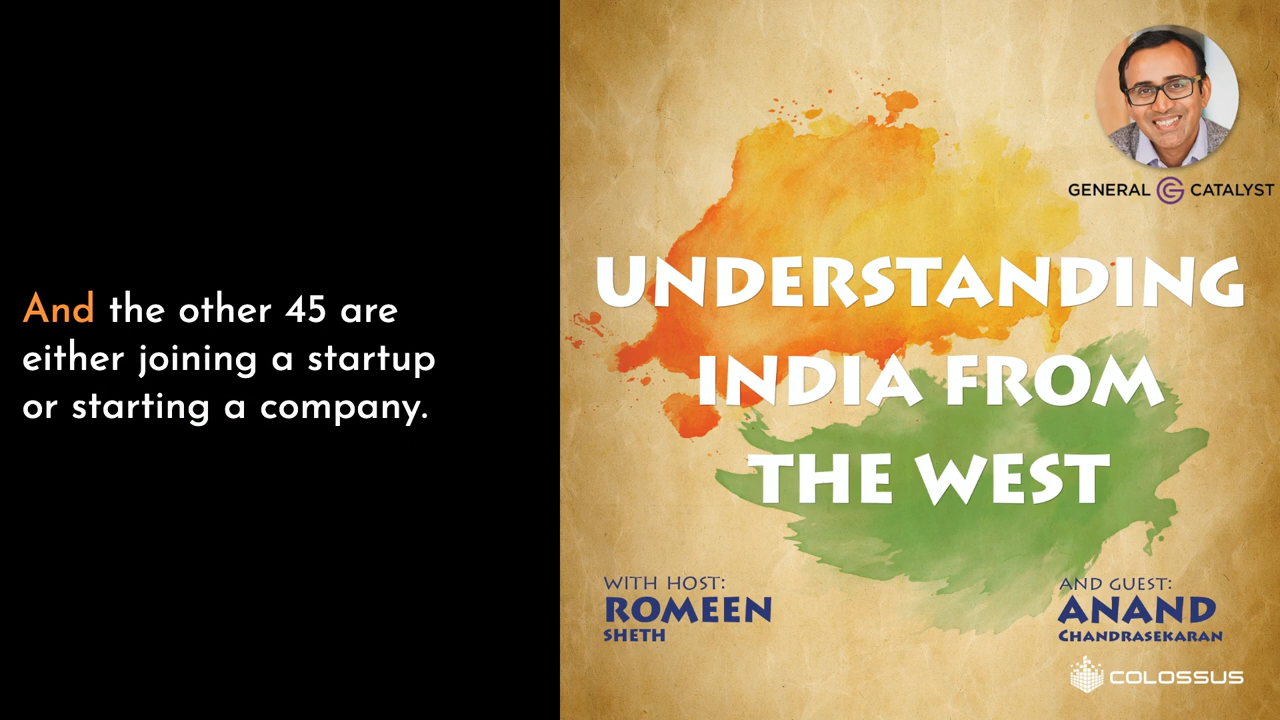 And the other 45 are
either joining a startup
or starting a company.
GENERAL CATALYST
UNDERSTANDING
INDIA FROM
THE WEST
WITH HOST:
ROMEEN
SHETH
AND GUEST:
ANAND
CHANDRASEKARAN
COLOSSUS